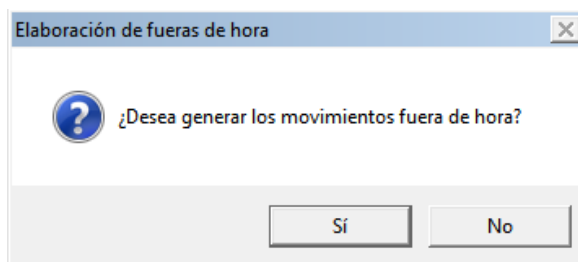 Elaboración de fueras de hora
¿Desea generar los movimientos fuera de hora?
Sí
No